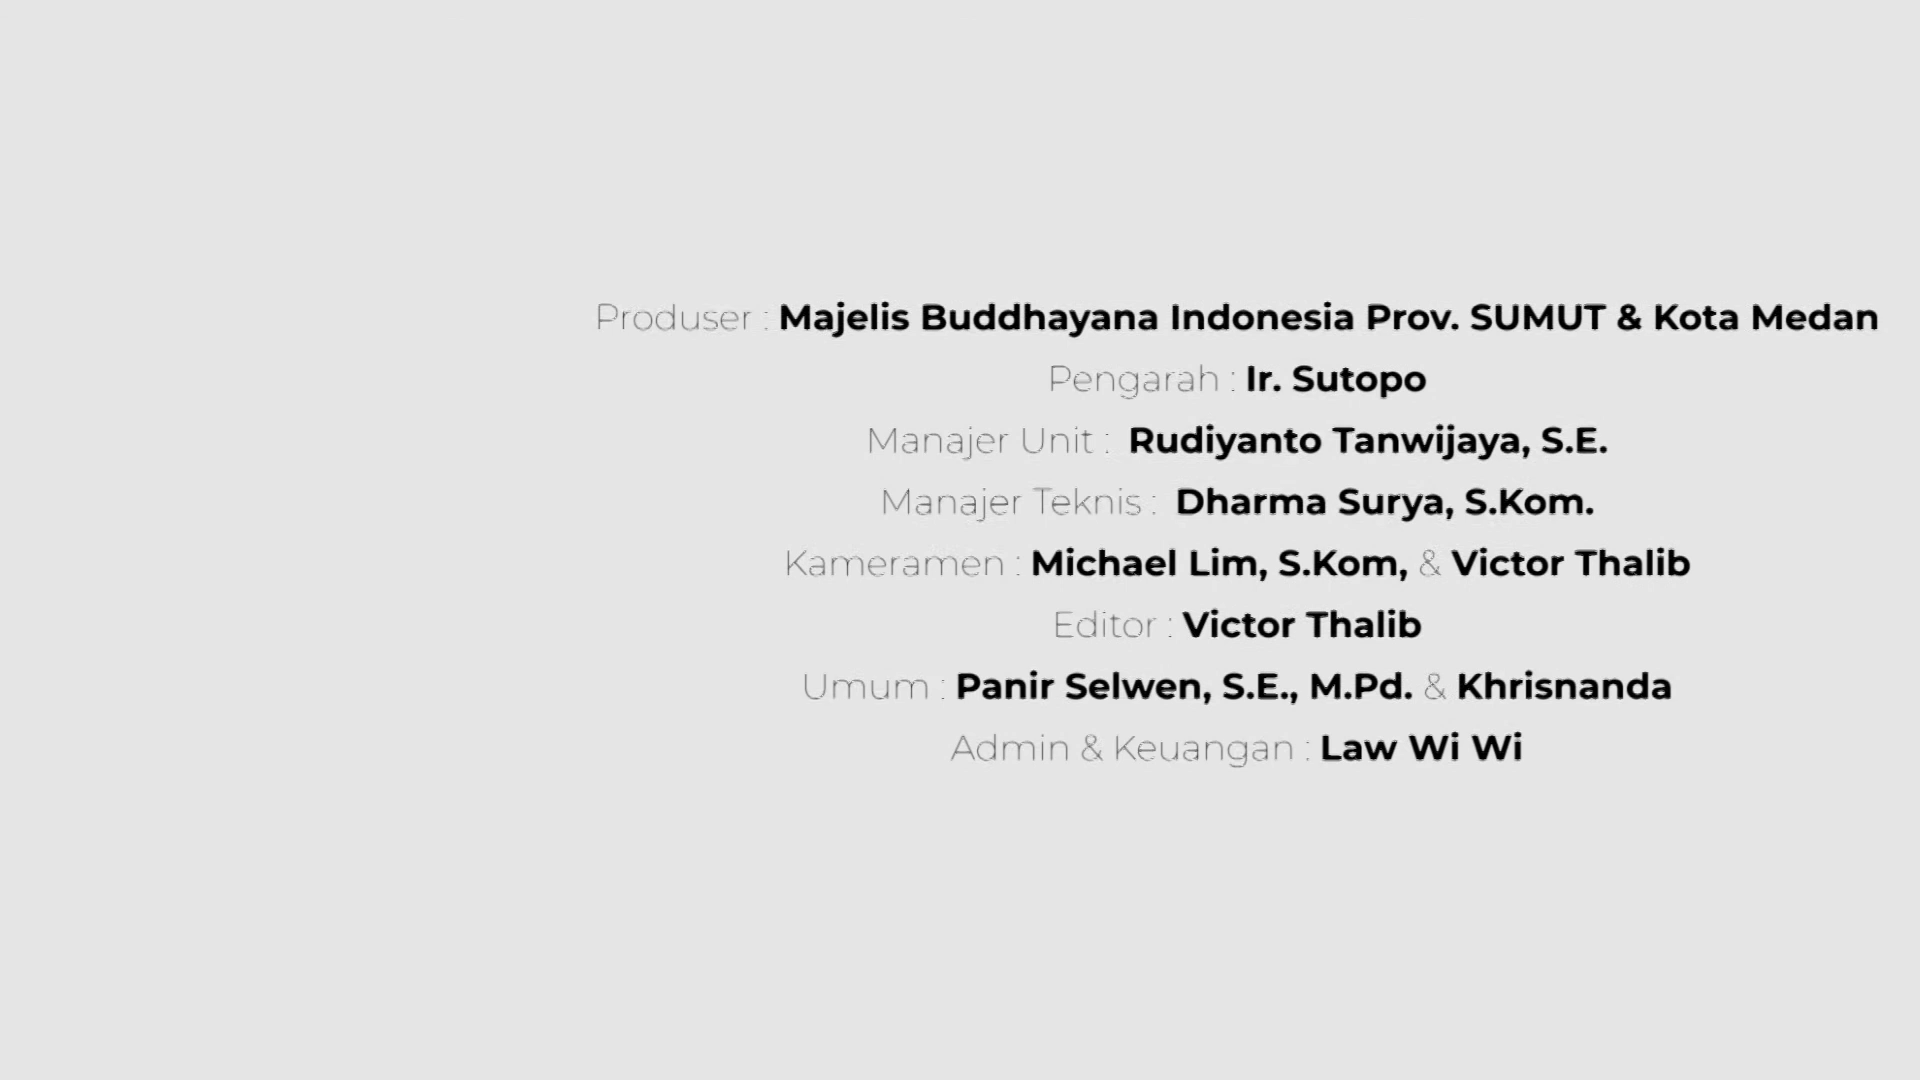 Produser : Majelis Buddhayana Indonesia Prov. SUMUT & Kota Medan
Pengarah : Ir. Sutopo
Manajer Unit : Rudiyanto Tanwijaya, S.E.
Manajer Teknis : Dharma Surya, S.Kom.
Kameramen : Michael Lim, S.Kom, & Victor Thalib
Editor : Victor Thalib
Umum : Panir Selwen, S.E., M.Pd. & Khrisnanda
Admin & Keuangan : Law Wi Wi